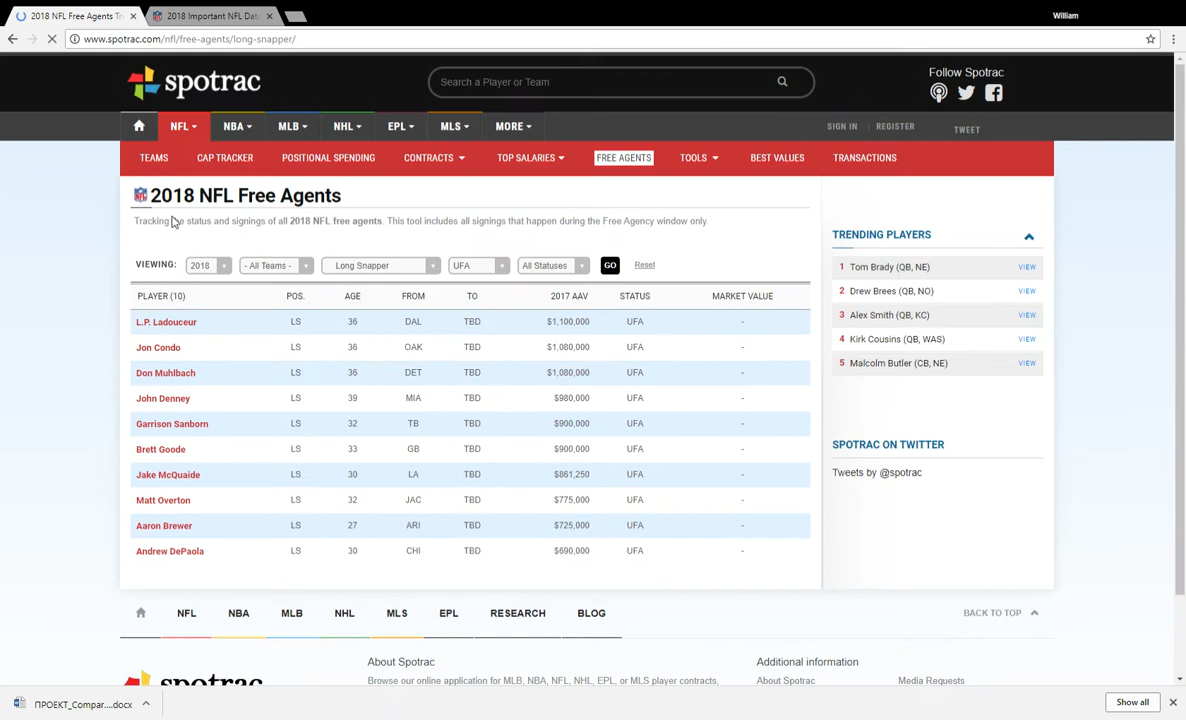 2018 NFL Free Agents Tr
2018 Important NFL Dat
William
www.spotrac.com/nfl/free-agents/long-snapper/
spotrac
Search a Player or Team
Follow Spotrac
NFL NBA MLB NHL EPL MLS MORE
SIGN IN REGISTER TWEET
TEAMS CAP TRACKER POSITIONAL SPENDING CONTRACTS TOP SALARIES FREE AGENTS TOOLS BEST VALUES TRANSACTIONS
2018 NFL Free Agents
Tracking the status and signings of all 2018 NFL free agents. This tool includes all signings that happen during the Free Agency window only.
VIEWING: 2018 - All Teams - Long Snapper UFA All Statuses GO Reset
PLAYER (10) POS. AGE FROM TO 2017 AAV STATUS MARKET VALUE
L.P. Ladouceur LS 36 DAL TBD $1,100,000 UFA -
Jon Condo LS 36 OAK TBD $1,080,000 UFA -
Don Muhlbach LS 36 DET TBD $1,080,000 UFA -
John Denney LS 39 MIA TBD $980,000 UFA -
Garrison Sanborn LS 32 TB TBD $900,000 UFA -
Brett Goode LS 33 GB TBD $900,000 UFA -
Jake McQuaide LS 30 LA TBD $861,250 UFA -
Matt Overton LS 32 JAC TBD $775,000 UFA -
Aaron Brewer LS 27 ARI TBD $725,000 UFA -
Andrew DePaola LS 30 CHI TBD $690,000 UFA -
TRENDING PLAYERS
1 Tom Brady (QB, NE) VIEW
2 Drew Brees (QB, NO) VIEW
3 Alex Smith (QB, KC) VIEW
4 Kirk Cousins (QB, WAS) VIEW
5 Malcolm Butler (CB, NE) VIEW
SPOTRAC ON TWITTER
Tweets by @spotrac
NFL NBA MLB NHL MLS EPL RESEARCH BLOG
BACK TO TOP
spotrac
About Spotrac
Browse our online application for MLB, NBA, NFL, NHL, EPL, or MLS player contracts,
Additional information
About Spotrac Media Requests
ПРОЕКТ_Compar....docx
Show all